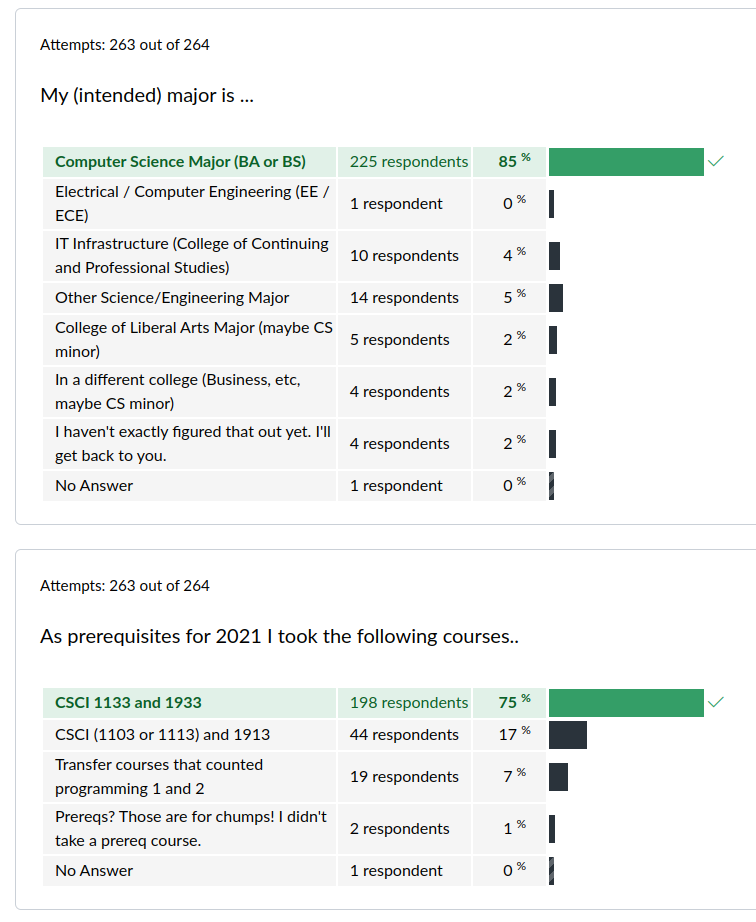 Attempts: 263 out of 264
My (intended) major is ...
Computer Science Major (BA or BS) 225 respondents 85 %
Electrical / Computer Engineering (EE /
ECE) 1 respondent 0 %
IT Infrastructure (College of Continuing
and Professional Studies) 10 respondents 4 %
Other Science/Engineering Major 14 respondents 5 %
College of Liberal Arts Major (maybe CS
minor) 5 respondents 2 %
In a different college (Business, etc,
maybe CS minor) 4 respondents 2 %
I haven't exactly figured that out yet. I'll
get back to you. 4 respondents 2 %
No Answer 1 respondent 0 %
Attempts: 263 out of 264
As prerequisites for 2021 I took the following courses..
CSCI 1133 and 1933 198 respondents 75 %
CSCI (1103 or 1113) and 1913 44 respondents 17 %
Transfer courses that counted
programming 1 and 2 19 respondents 7 %
Prereqs? Those are for chumps! I didn't
take a prereq course. 2 respondents 1 %
No Answer 1 respondent 0 %